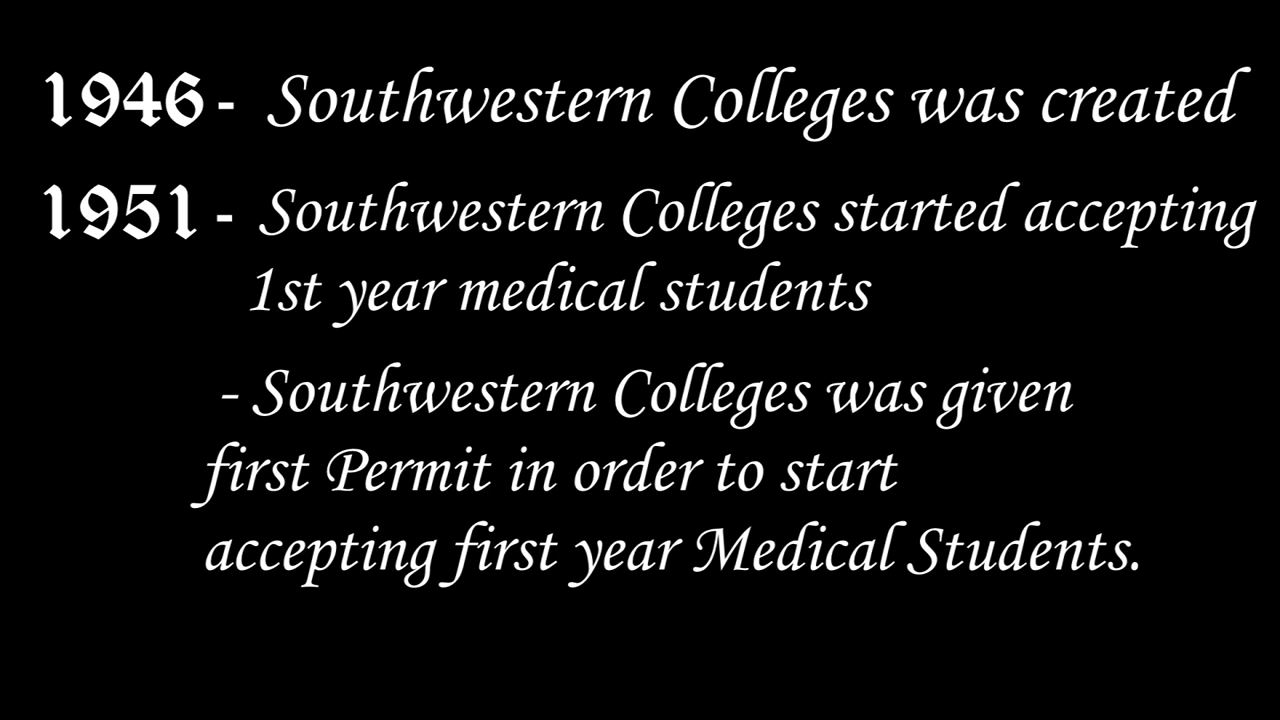 1946 - Southwestern Colleges was created
1951 - Southwestern Colleges started accepting
1st year medical students
- Southwestern Colleges was given
first Permit in order to start
accepting first year Medical Students.